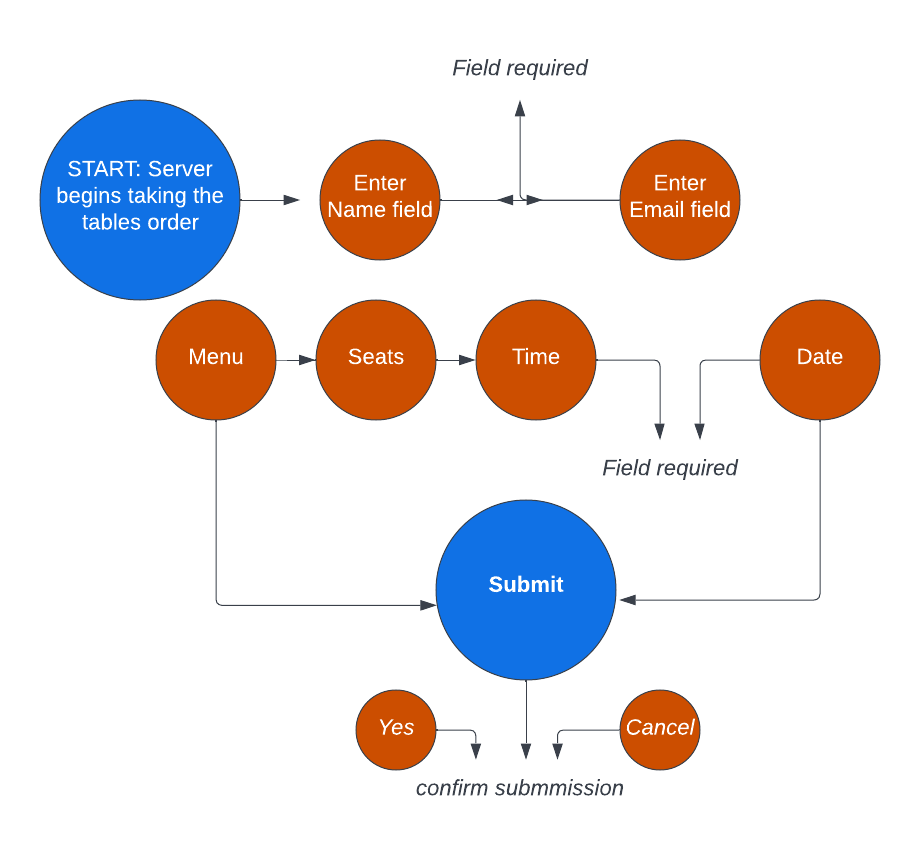 Field required
START: Server
begins taking the
tables order
Enter
Name field
Enter
Email field
Menu
Seats
Time
Date
Field required
Submit
Yes
Cancel
confirm submmission